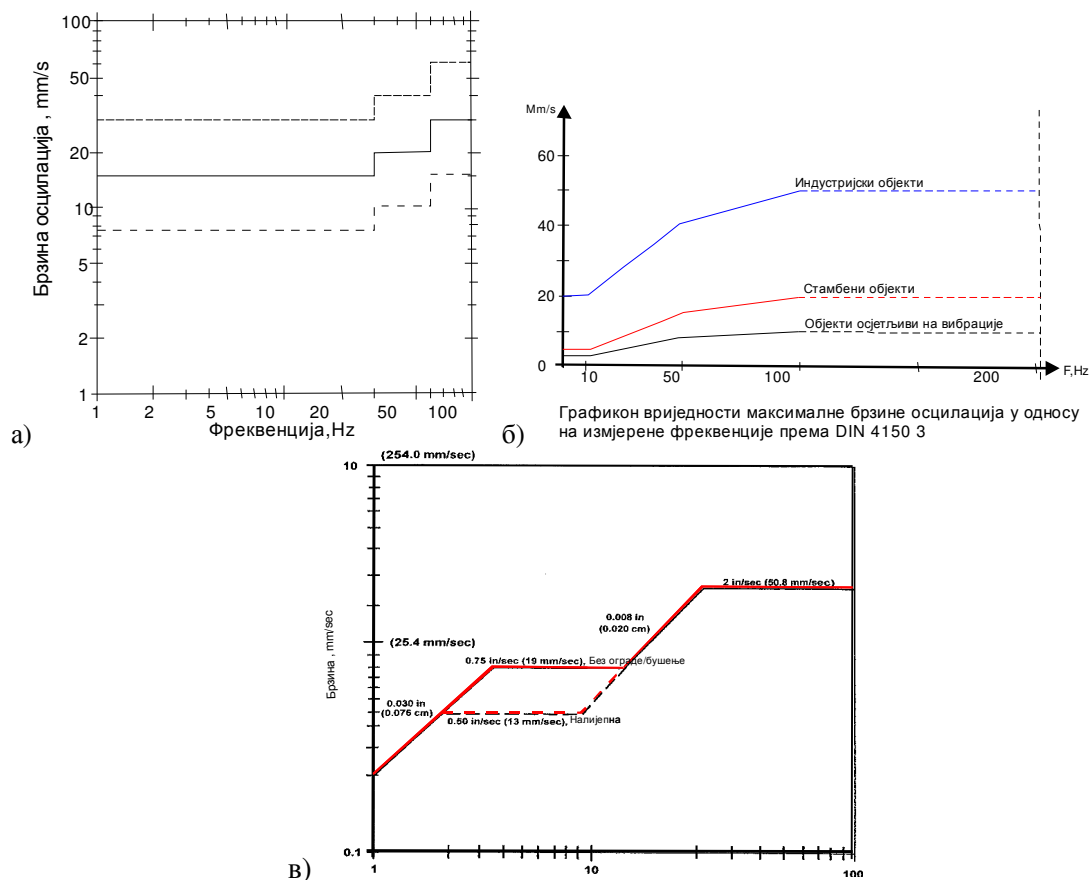 100
50
20
10
5
2
1
Брзина осципација , mm/s
1 2 5 10 20 50 100
Фреквенција,Hz
а)
Mm/s
60
40
20
0
Индустријски објекти
Стамбени објекти
Објекти осјетљиви на вибрације
10 50 100 200 F,Hz
б)
Графикон вриједности максималне брзине осцилација у односу
на измјерене фреквенције према DIN 4150 3
10
(254.0 mm/sec)
2 in/sec (50.8 mm/sec)
0.008 in
(0.020 cm)
(25.4 mm/sec)
0.75 in/sec (19 mm/sec), Без ограде/бушење
0.030 in
(0.076 cm)
0.50 in/sec (13 mm/sec), Налијепна
Брзина , mm/sec
0.1
1 10 100
в)